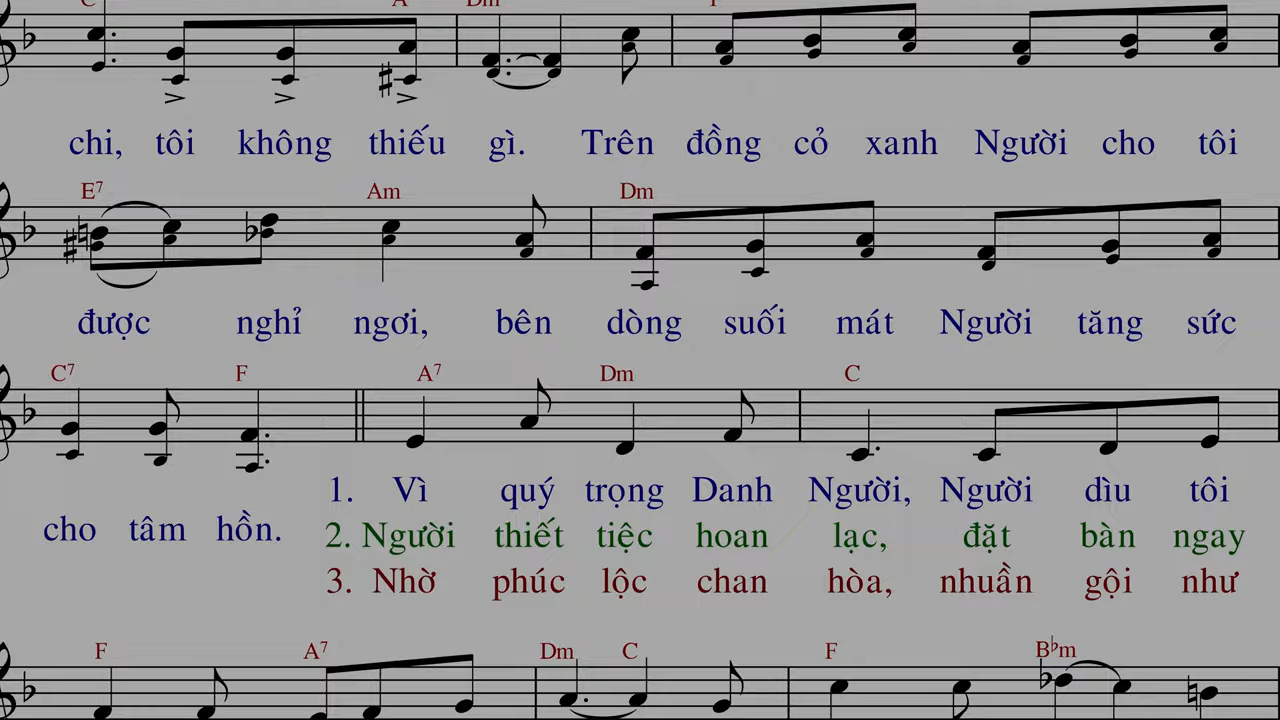 chi, tôi không thiếu gì. Trên đồng cỏ xanh Người cho tôi
E7 Am Dm
được nghỉ ngơi, bên dòng suối mát Người tăng sức
C7 F A7 Dm C
cho tâm hồn.
1. Vì quý trọng Danh Người, Người dìu tôi
2. Người thiết tiệc hoan lạc, đặt bàn ngay
3. Nhờ phúc lộc chan hòa, nhuần gội như
F A7 Dm C F B♭m